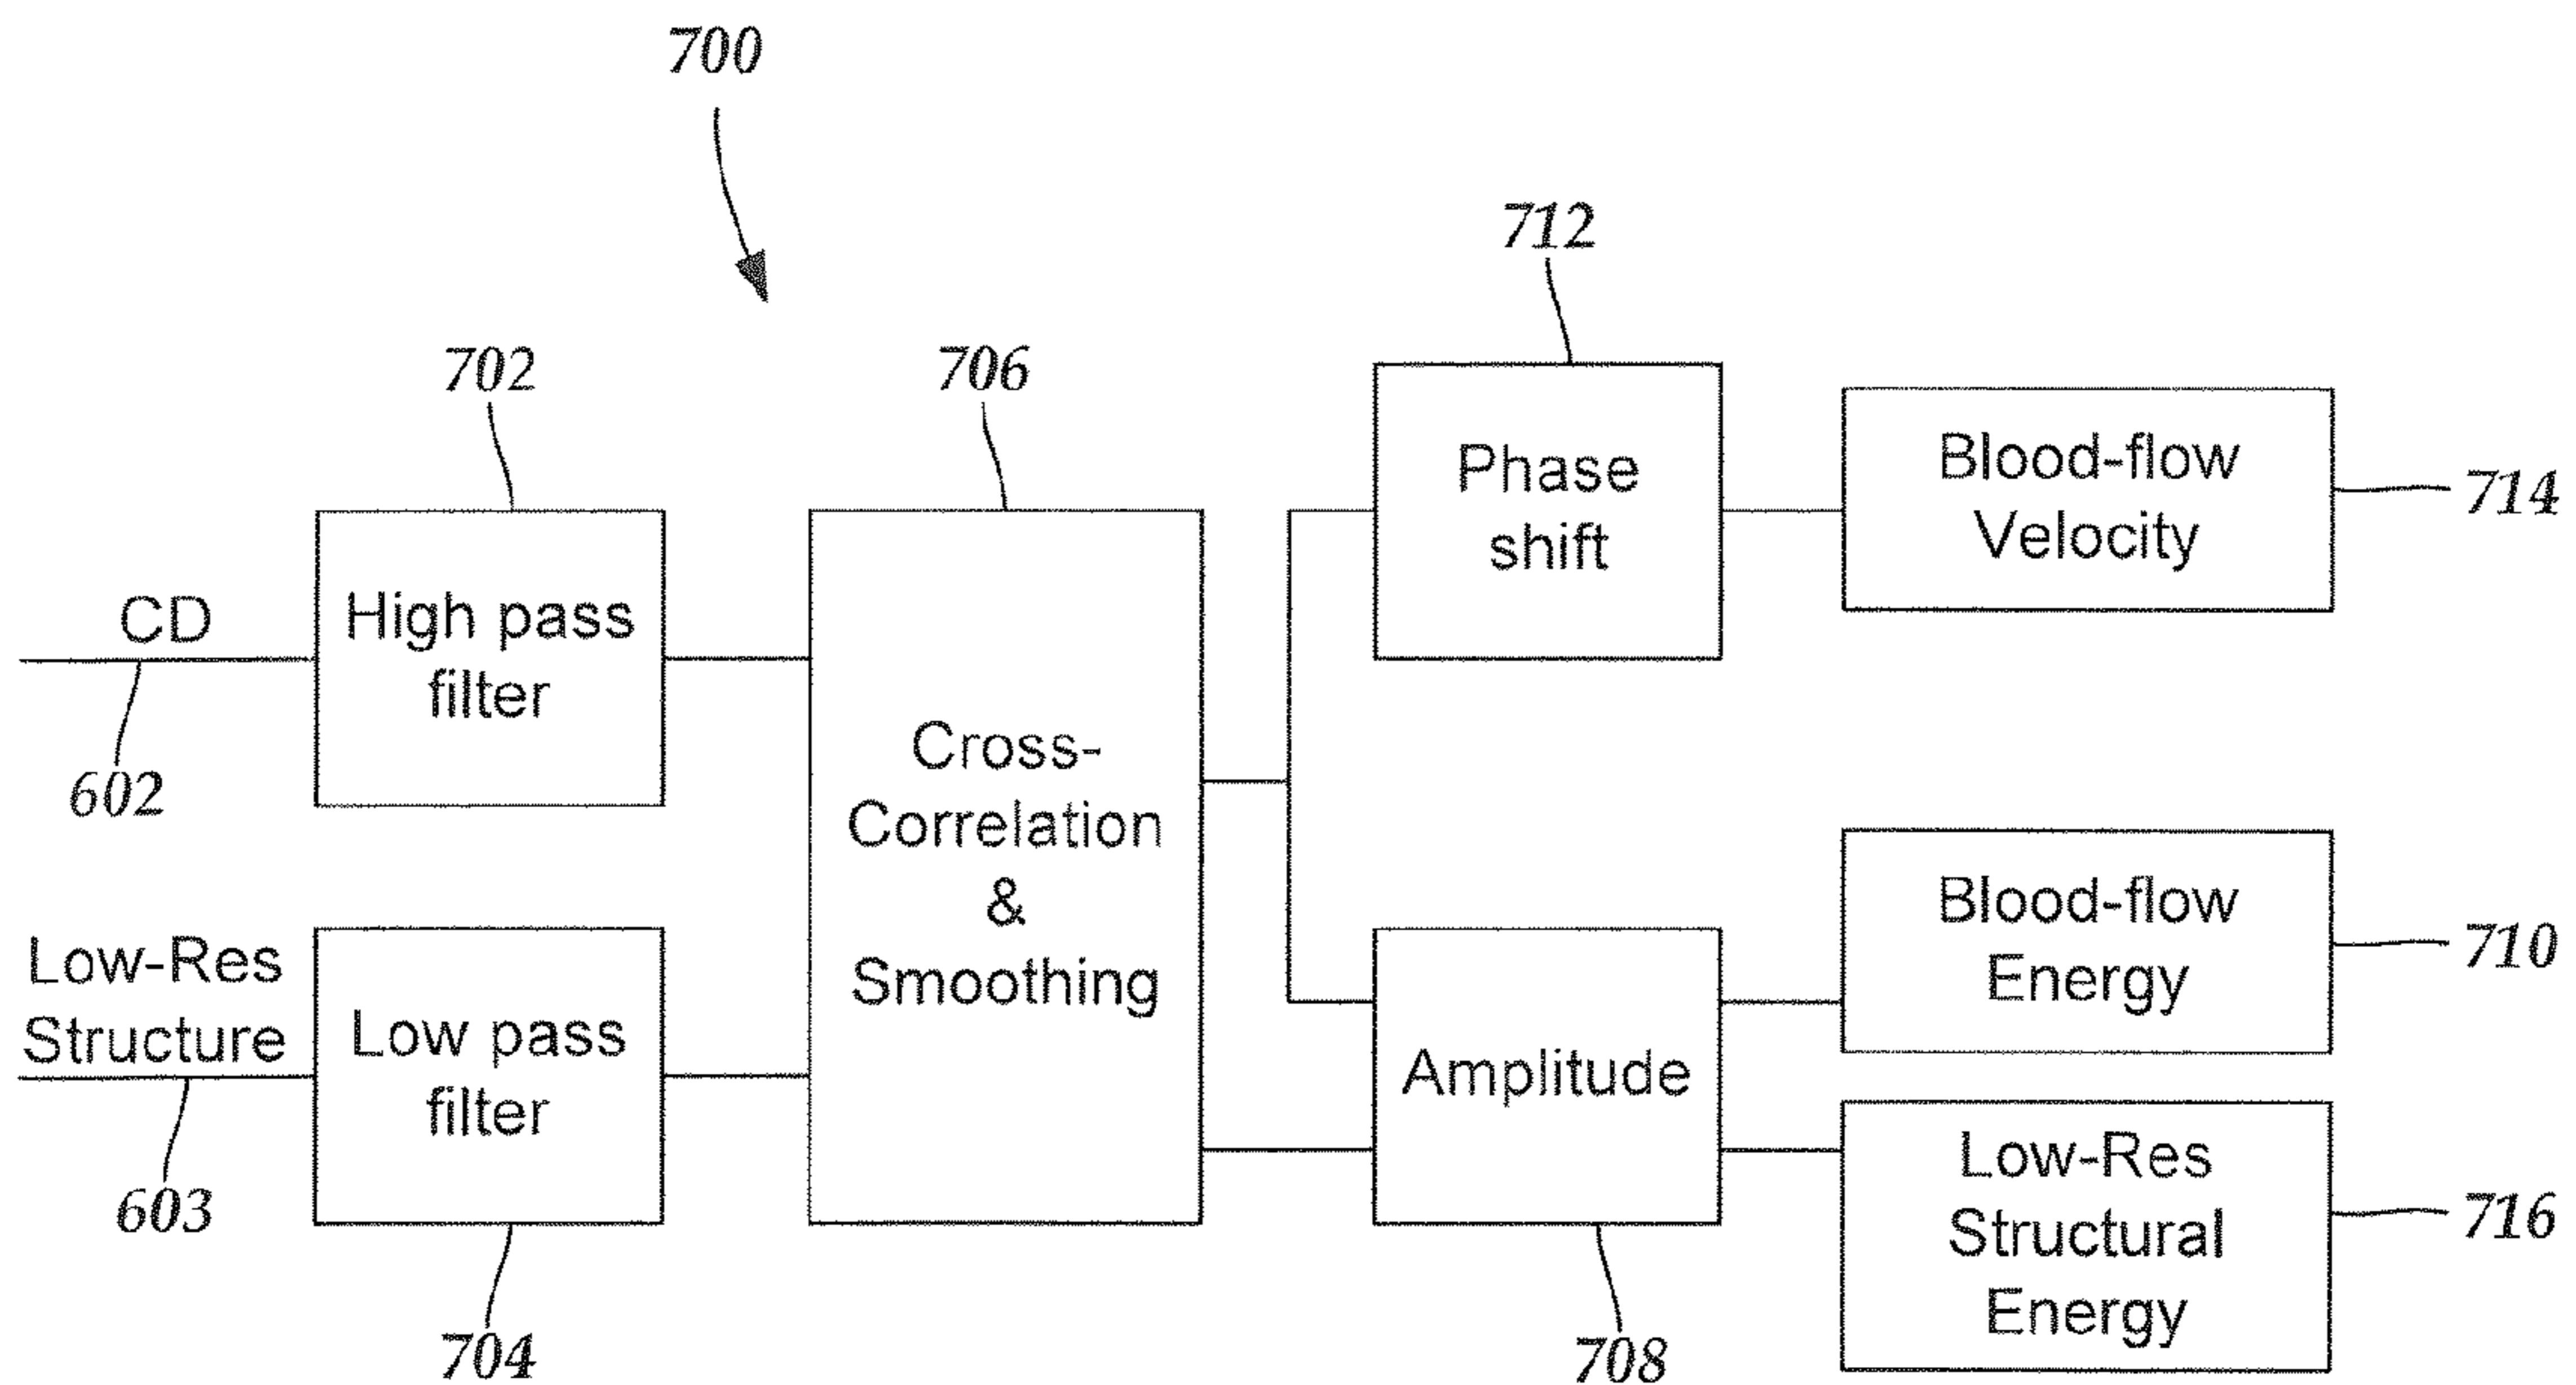 700
712
702
706
Phase
shift
Blood-flow
Velocity
714
CD
602
High pass
filter
Cross-
Correlation
&
Smoothing
Blood-flow
Energy
710
Low-Res
Structure
603
Low pass
filter
Amplitude
Low-Res
Structural
Energy
716
704
708